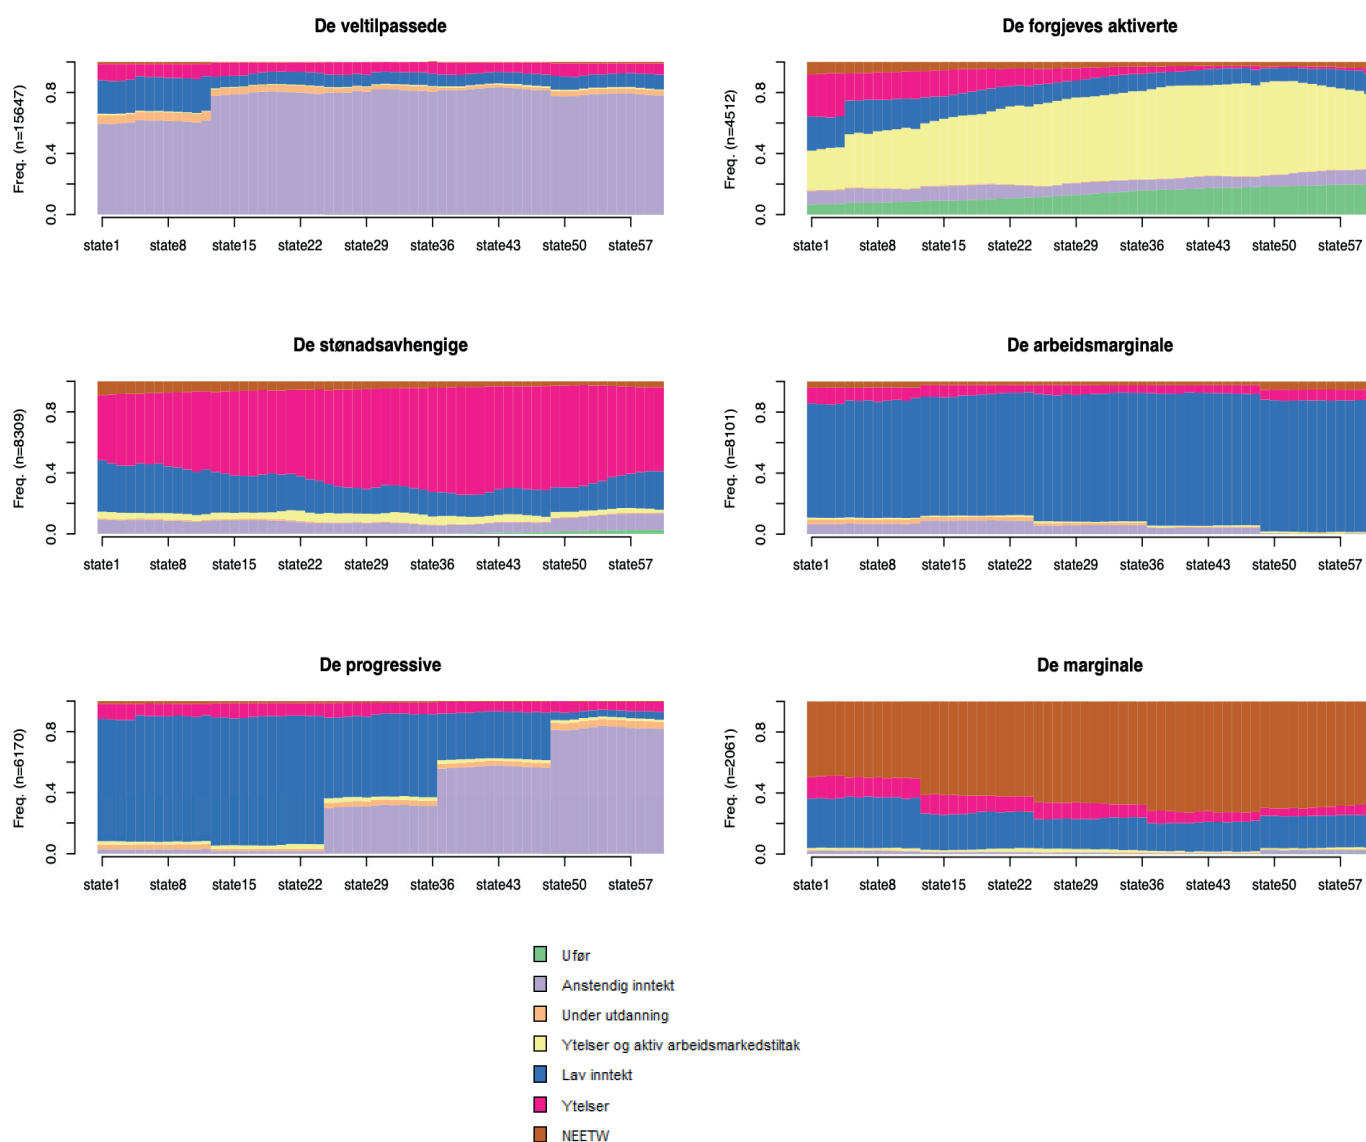 De veltilpassede
De forgjeves aktiverte
Freq. (n=15647)
0.0 0.4 0.8
state1 state8 state15 state22 state29 state36 state43 state50 state57
Freq. (n=4512)
0.0 0.4 0.8
state1 state8 state15 state22 state29 state36 state43 state50 state57
De stønadsavhengige
De arbeidsmarginale
Freq. (n=8309)
0.0 0.4 0.8
state1 state8 state15 state22 state29 state36 state43 state50 state57
Freq. (n=8101)
0.0 0.4 0.8
state1 state8 state15 state22 state29 state36 state43 state50 state57
De progressive
De marginale
Freq. (n=6170)
0.0 0.4 0.8
state1 state8 state15 state22 state29 state36 state43 state50 state57
Freq. (n=2061)
0.0 0.4 0.8
state1 state8 state15 state22 state29 state36 state43 state50 state57
Ufør
Anstendig inntekt
Under utdanning
Ytelser og aktiv arbeidsmarkedstiltak
Lav inntekt
Ytelser
NEETW